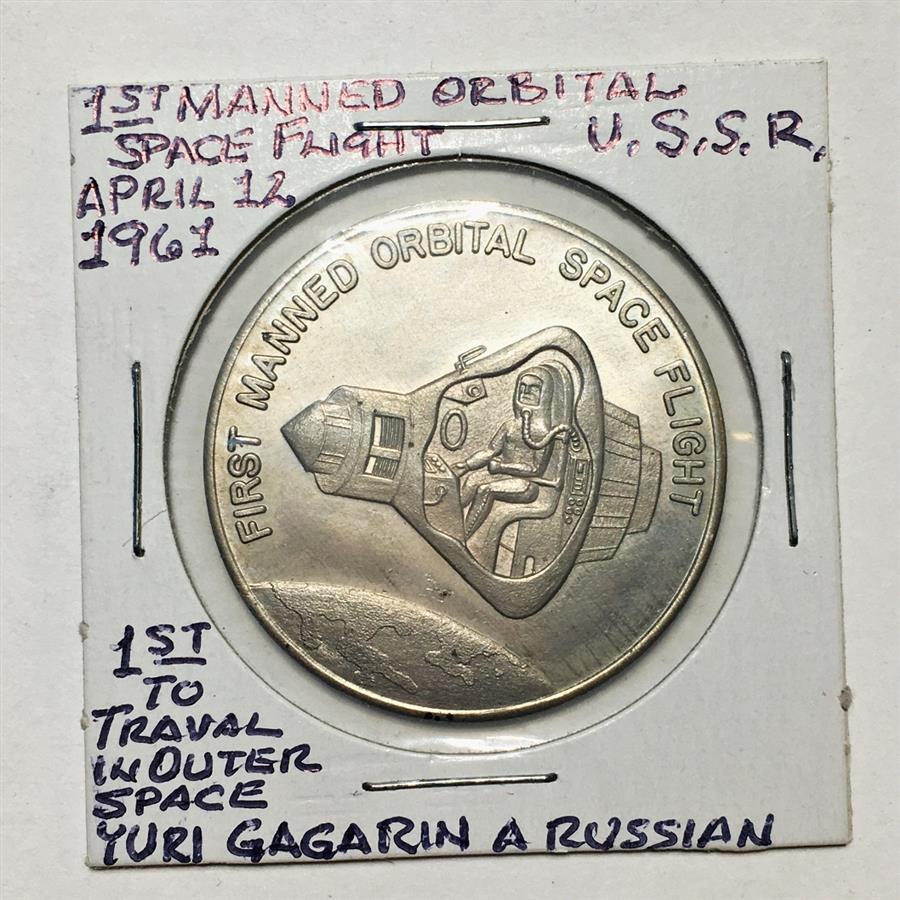 1ST MANNED ORBITAL
SPACE FLIGHT U.S.S.R.
APRIL 12
1961
FIRST MANNED ORBITAL SPACE FLIGHT
1ST
TO
TRAVAL
IN OUTER
SPACE
YURI GAGARIN A RUSSIAN